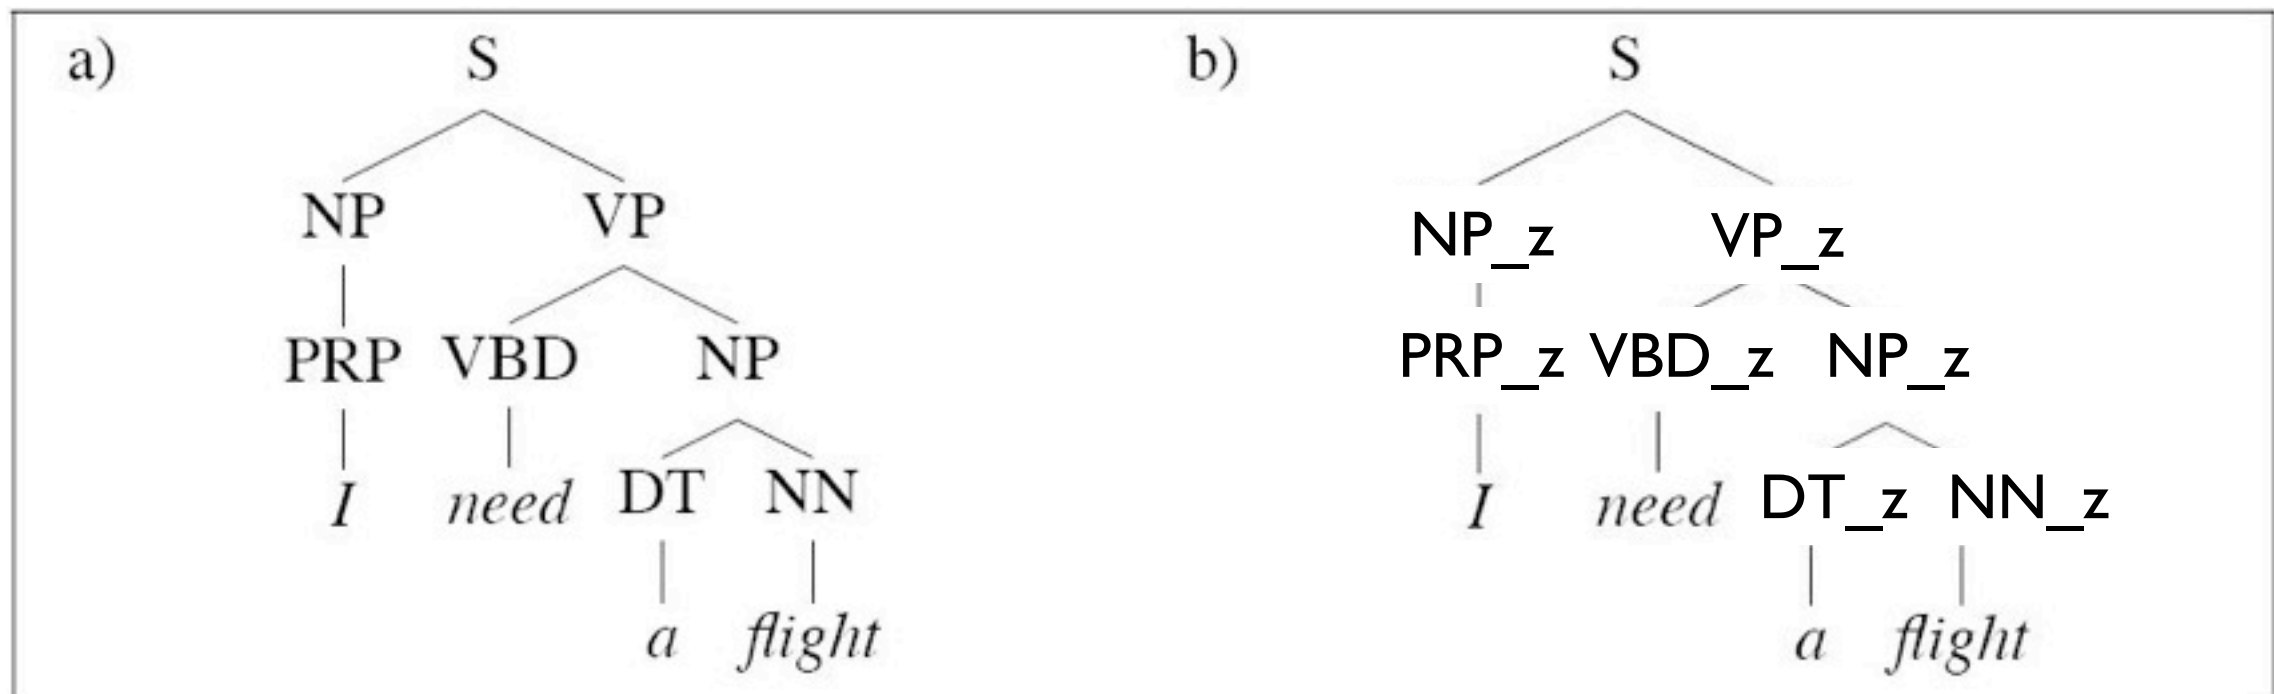 a) S b) S
NP VP NP_z VP_z
PRP VBD NP PRP_z VBD_z NP_z
I need DT NN I need DT_z NN_z
a flight a flight